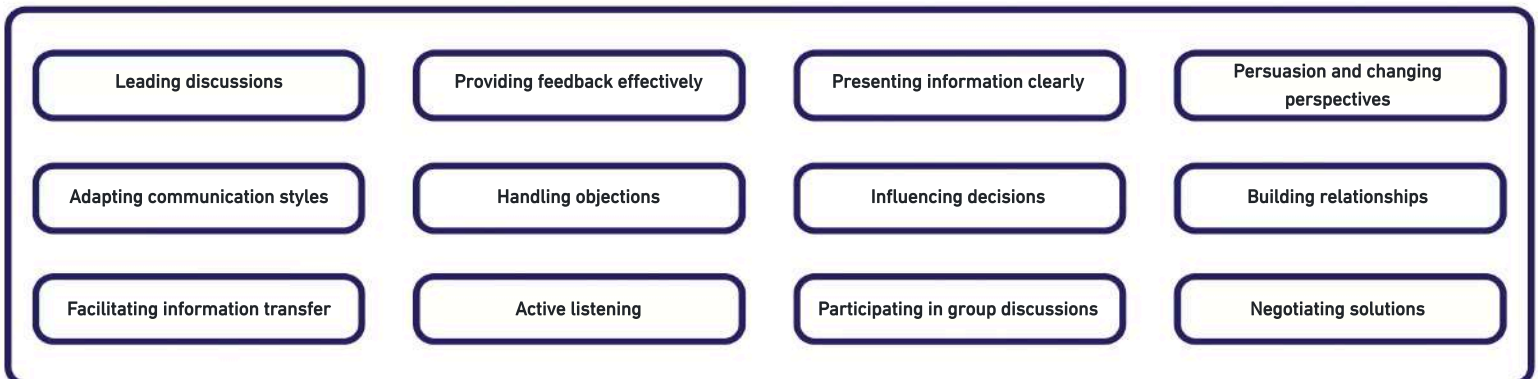 Leading discussions
Providing feedback effectively
Presenting information clearly
Persuasion and changing
perspectives
Adapting communication styles
Handling objections
Influencing decisions
Building relationships
Facilitating information transfer
Active listening
Participating in group discussions
Negotiating solutions